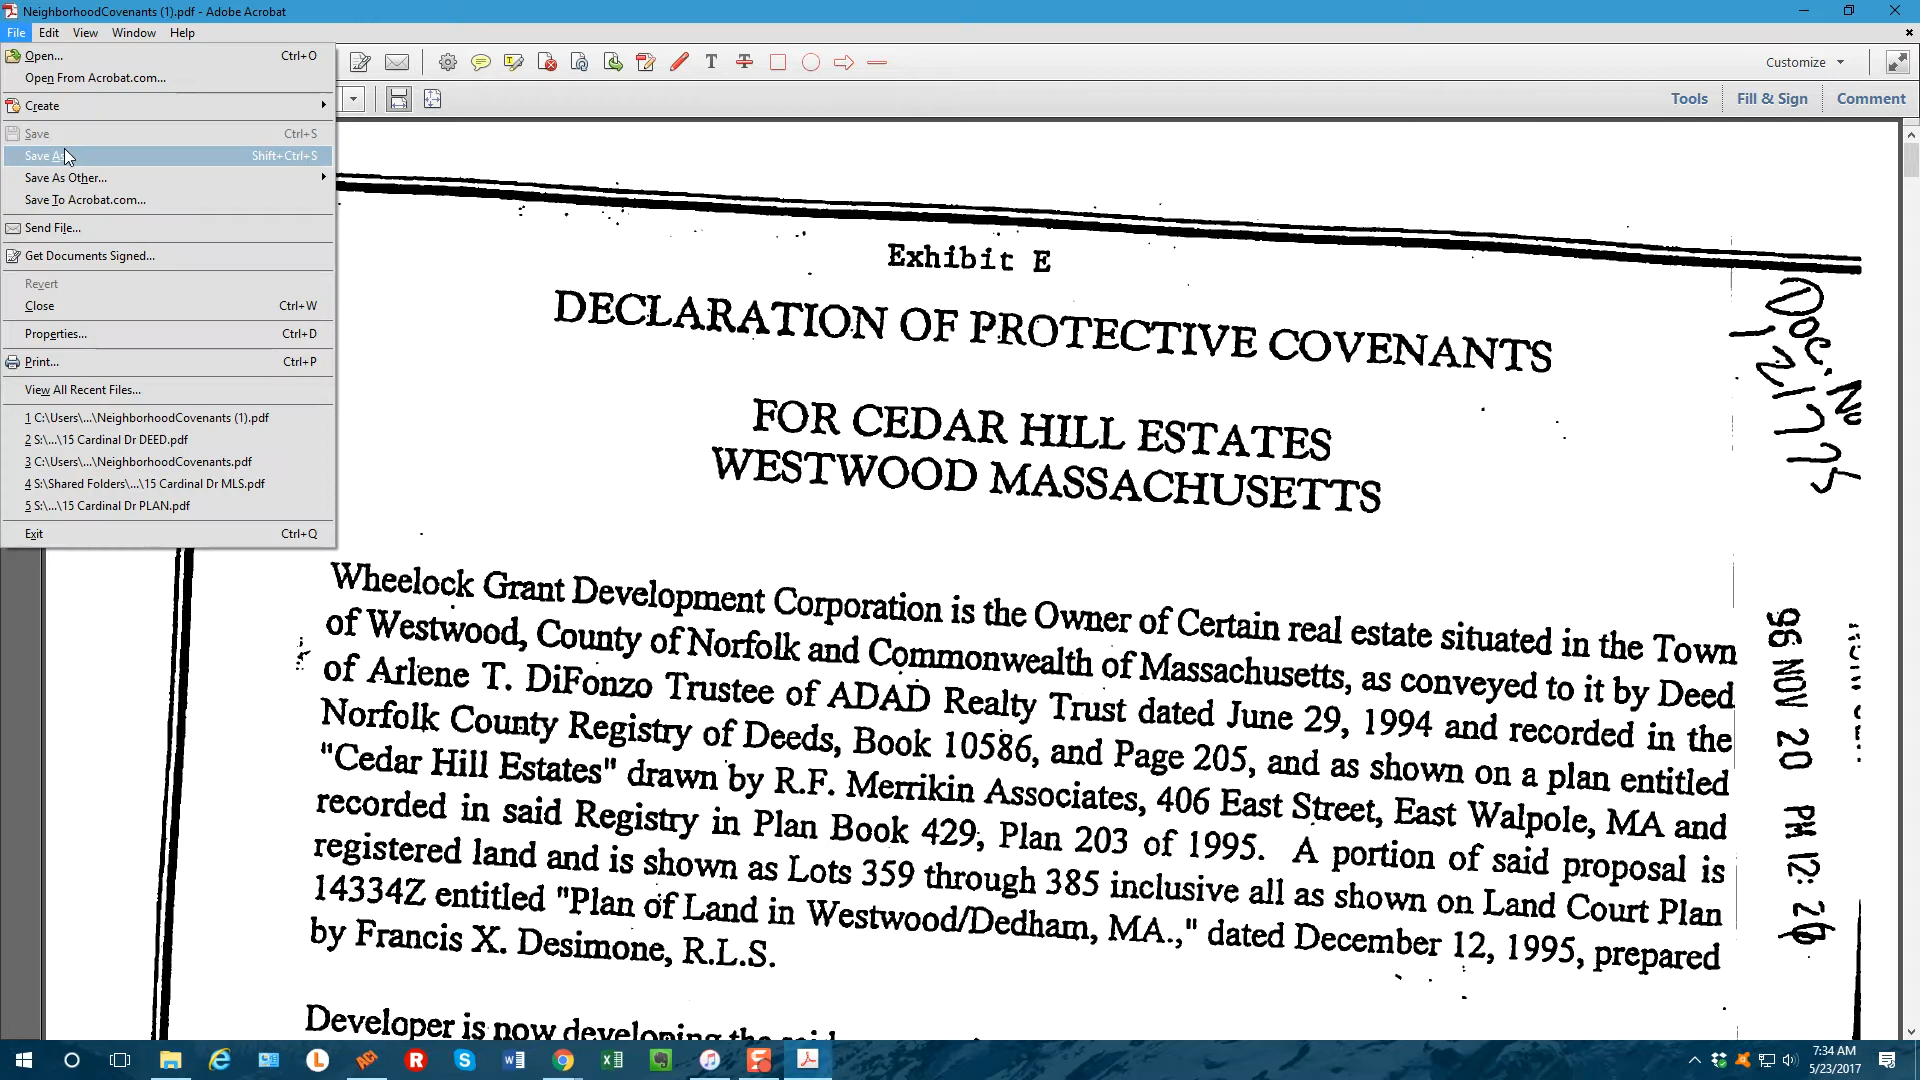 NeighborhoodCovenants (1).pdf - Adobe Acrobat
File Edit View Window Help
Open... Ctrl+O
Open From Acrobat.com...
Create
Save Ctrl+S
Save As Shift+Ctrl+S
Save As Other...
Save To Acrobat.com...
Send File...
Get Documents Signed...
Revert
Close Ctrl+W
Properties... Ctrl+D
Print... Ctrl+P
View All Recent Files...
1 C:\Users\...\NeighborhoodCovenants (1).pdf
2 S:\...\15 Cardinal Dr DEED.pdf
3 C:\Users\...\NeighborhoodCovenants.pdf
4 S:\Shared Folders\...\15 Cardinal Dr MLS.pdf
5 S:\...\15 Cardinal Dr PLAN.pdf
Exit Ctrl+Q
Customize
Tools Fill & Sign Comment
Exhibit E
DECLARATION OF PROTECTIVE COVENANTS
FOR CEDAR HILL ESTATES
WESTWOOD MASSACHUSETTS
Wheelock Grant Development Corporation is the Owner of Certain real estate situated in the Town
of Westwood, County of Norfolk and Commonwealth of Massachusetts, as conveyed to it by Deed
of Arlene T. DiFonzo Trustee of ADAD Realty Trust dated June 29, 1994 and recorded in the
Norfolk County Registry of Deeds, Book 10586, and Page 205, and as shown on a plan entitled
"Cedar Hill Estates" drawn by R.F. Merrikin Associates, 406 East Street, East Walpole, MA and
recorded in said Registry in Plan Book 429, Plan 203 of 1995. A portion of said proposal is
registered land and is shown as Lots 359 through 385 inclusive all as shown on Land Court Plan
14334Z entitled "Plan of Land in Westwood/Dedham, MA.," dated December 12, 1995, prepared
by Francis X. Desimone, R.L.S.
Developer is now developing the said
Doc. No
96 NOV 20 PM 12:26
7:34 AM
5/23/2017